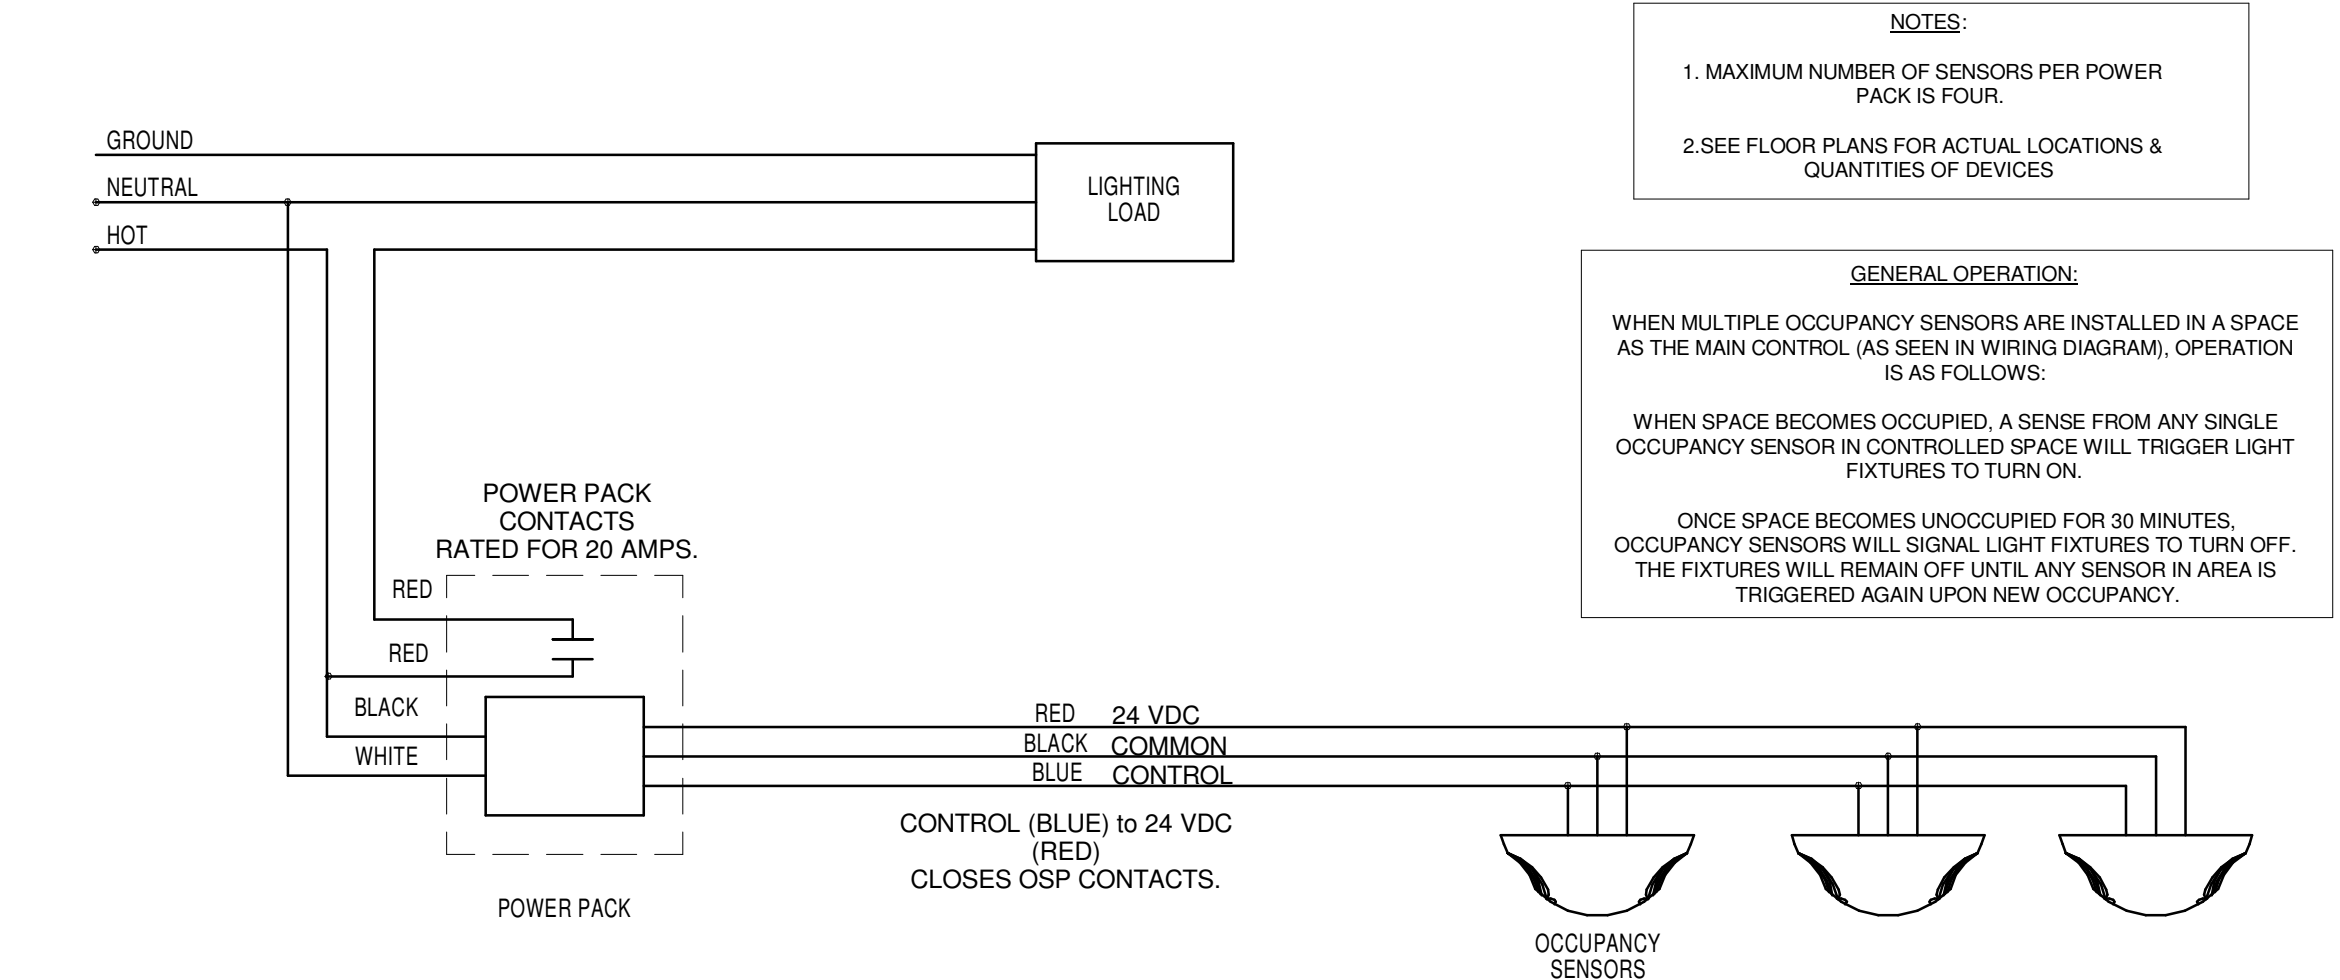 NOTES:
1. MAXIMUM NUMBER OF SENSORS PER POWER
PACK IS FOUR.
2.SEE FLOOR PLANS FOR ACTUAL LOCATIONS &
QUANTITIES OF DEVICES
GROUND
NEUTRAL
HOT
LIGHTING
LOAD
GENERAL OPERATION:
WHEN MULTIPLE OCCUPANCY SENSORS ARE INSTALLED IN A SPACE
AS THE MAIN CONTROL (AS SEEN IN WIRING DIAGRAM), OPERATION
IS AS FOLLOWS:
WHEN SPACE BECOMES OCCUPIED, A SENSE FROM ANY SINGLE
OCCUPANCY SENSOR IN CONTROLLED SPACE WILL TRIGGER LIGHT
FIXTURES TO TURN ON.
ONCE SPACE BECOMES UNOCCUPIED FOR 30 MINUTES,
OCCUPANCY SENSORS WILL SIGNAL LIGHT FIXTURES TO TURN OFF.
THE FIXTURES WILL REMAIN OFF UNTIL ANY SENSOR IN AREA IS
TRIGGERED AGAIN UPON NEW OCCUPANCY.
POWER PACK
CONTACTS
RATED FOR 20 AMPS.
RED
RED
BLACK
WHITE
RED 24 VDC
BLACK COMMON
BLUE CONTROL
CONTROL (BLUE) to 24 VDC
(RED)
CLOSES OSP CONTACTS.
POWER PACK
OCCUPANCY
SENSORS